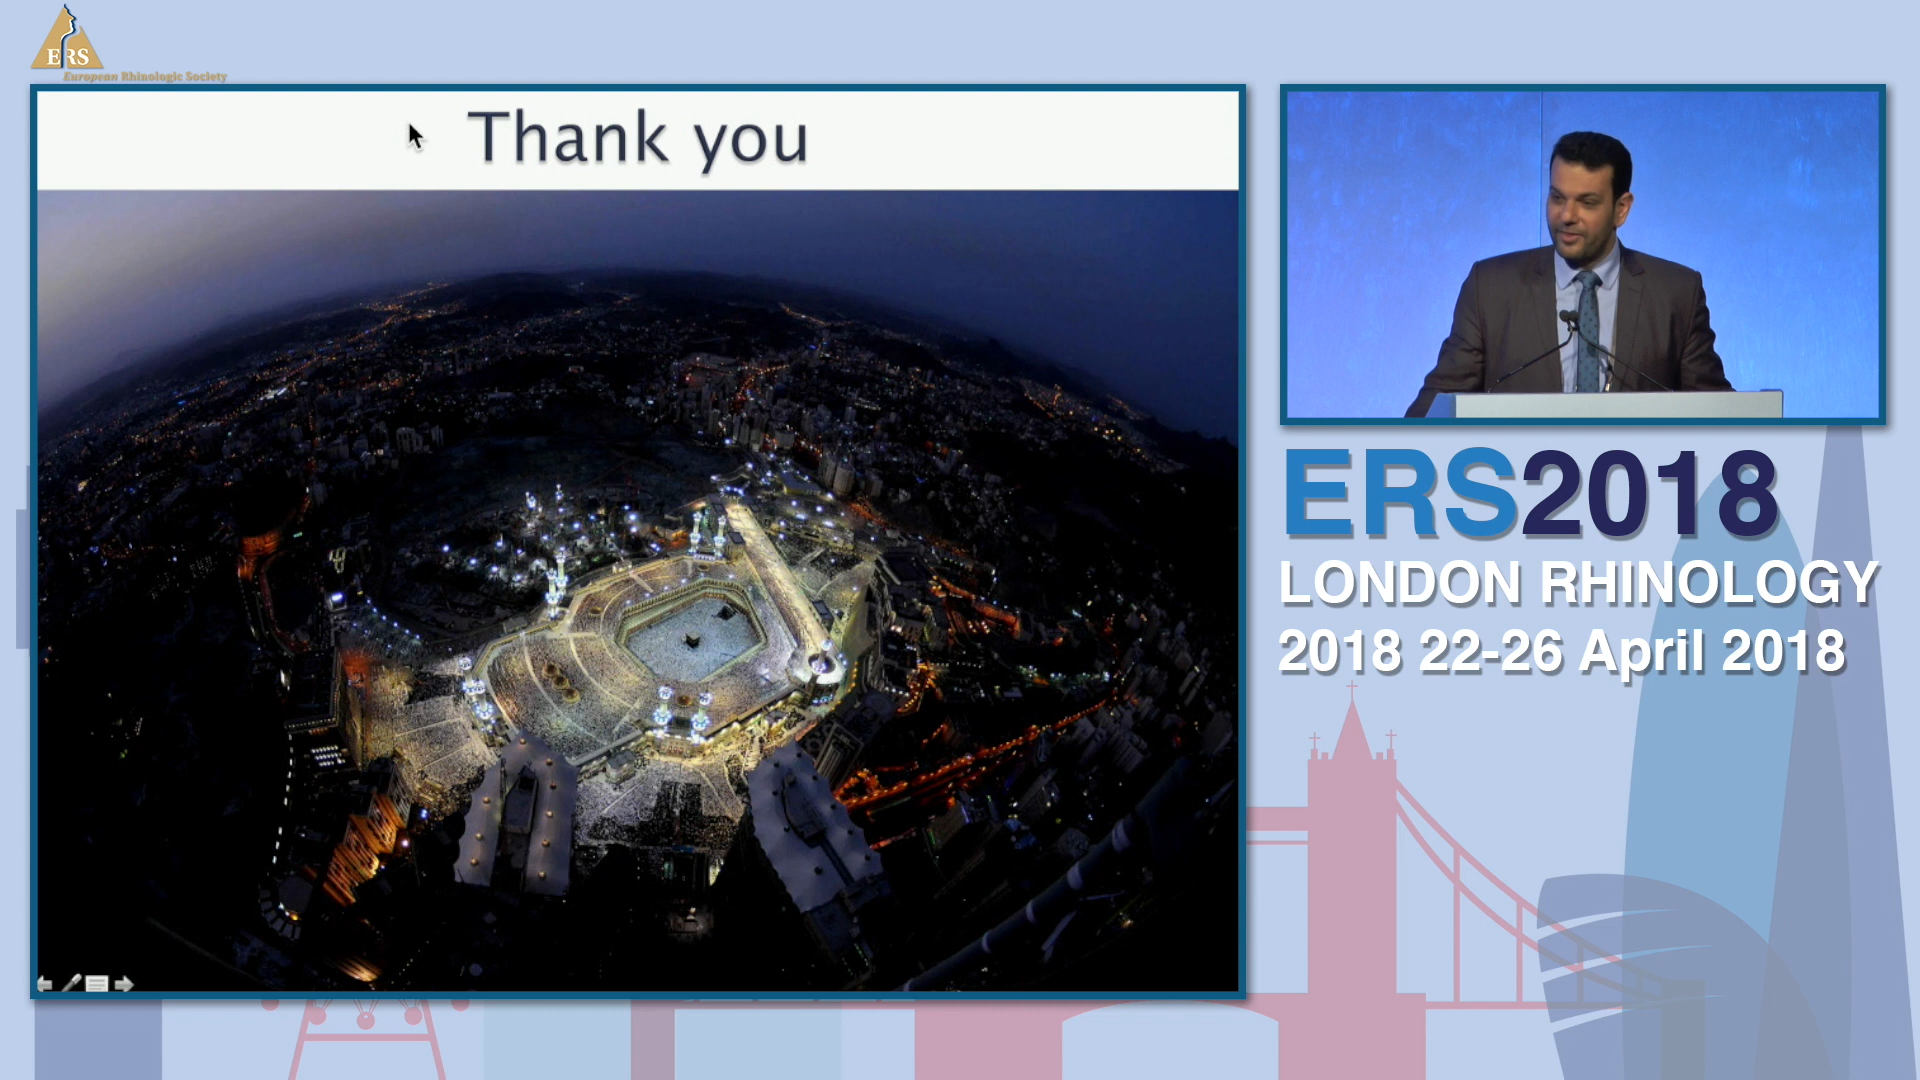 ERS
European Rhinologic Society
Thank you
ERS2018
LONDON RHINOLOGY
2018 22-26 April 2018